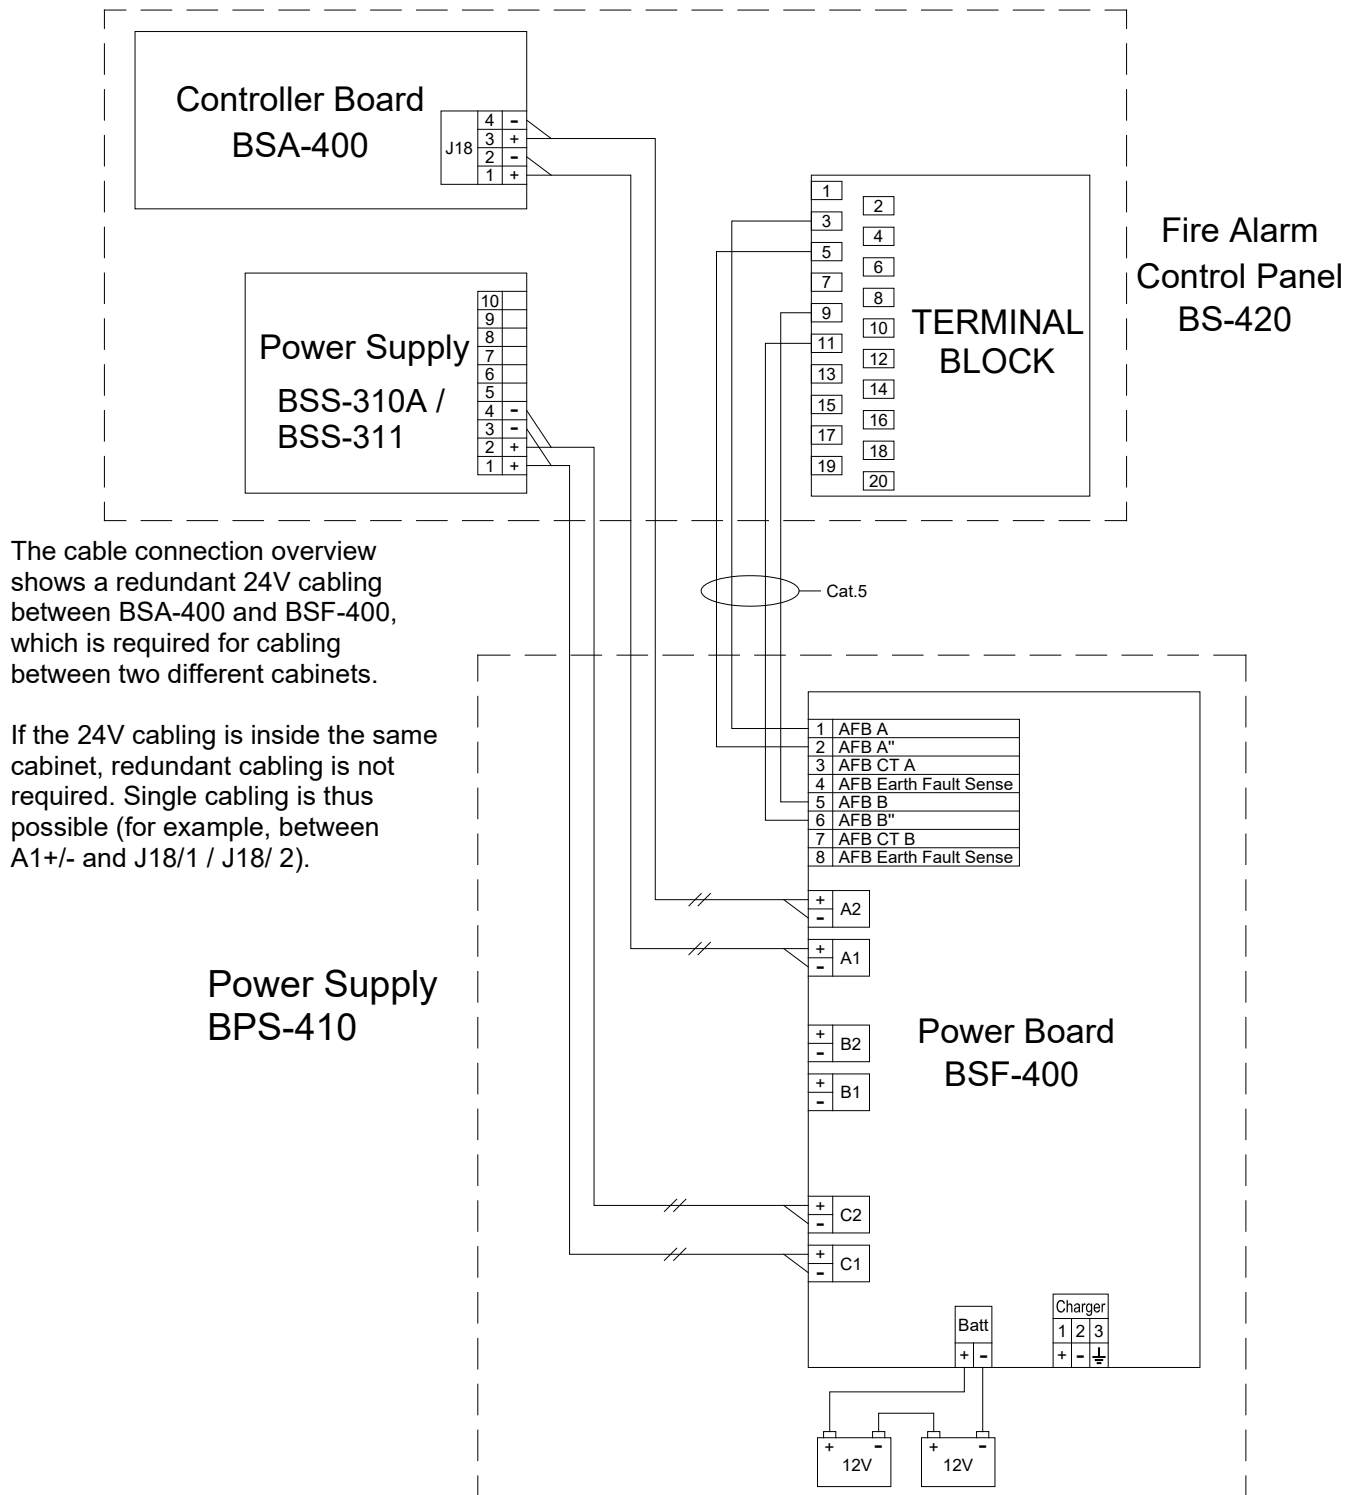 Controller Board
BSA-400
J18
4 -
3 +
2 -
1 +
Power Supply
BSS-310A /
BSS-311
10
9
8
7
6
5
4 -
3 -
2 +
1 +
1
2
3
4
5
6
7
8
9
10
11
12
13
14
15
16
17
18
19
20
TERMINAL
BLOCK
Fire Alarm
Control Panel
BS-420
The cable connection overview
shows a redundant 24V cabling
between BSA-400 and BSF-400,
which is required for cabling
between two different cabinets.
If the 24V cabling is inside the same
cabinet, redundant cabling is not
required. Single cabling is thus
possible (for example, between
A1+/- and J18/1 / J18/ 2).
Cat.5
1 AFB A
2 AFB A"
3 AFB CT A
4 AFB Earth Fault Sense
5 AFB B
6 AFB B"
7 AFB CT B
8 AFB Earth Fault Sense
+
- A2
+
- A1
+
- B2
+
- B1
+
- C2
+
- C1
Power Supply
BPS-410
Power Board
BSF-400
Batt
+ -
Charger
1 2 3
+ -
+ -
12V
+ -
12V